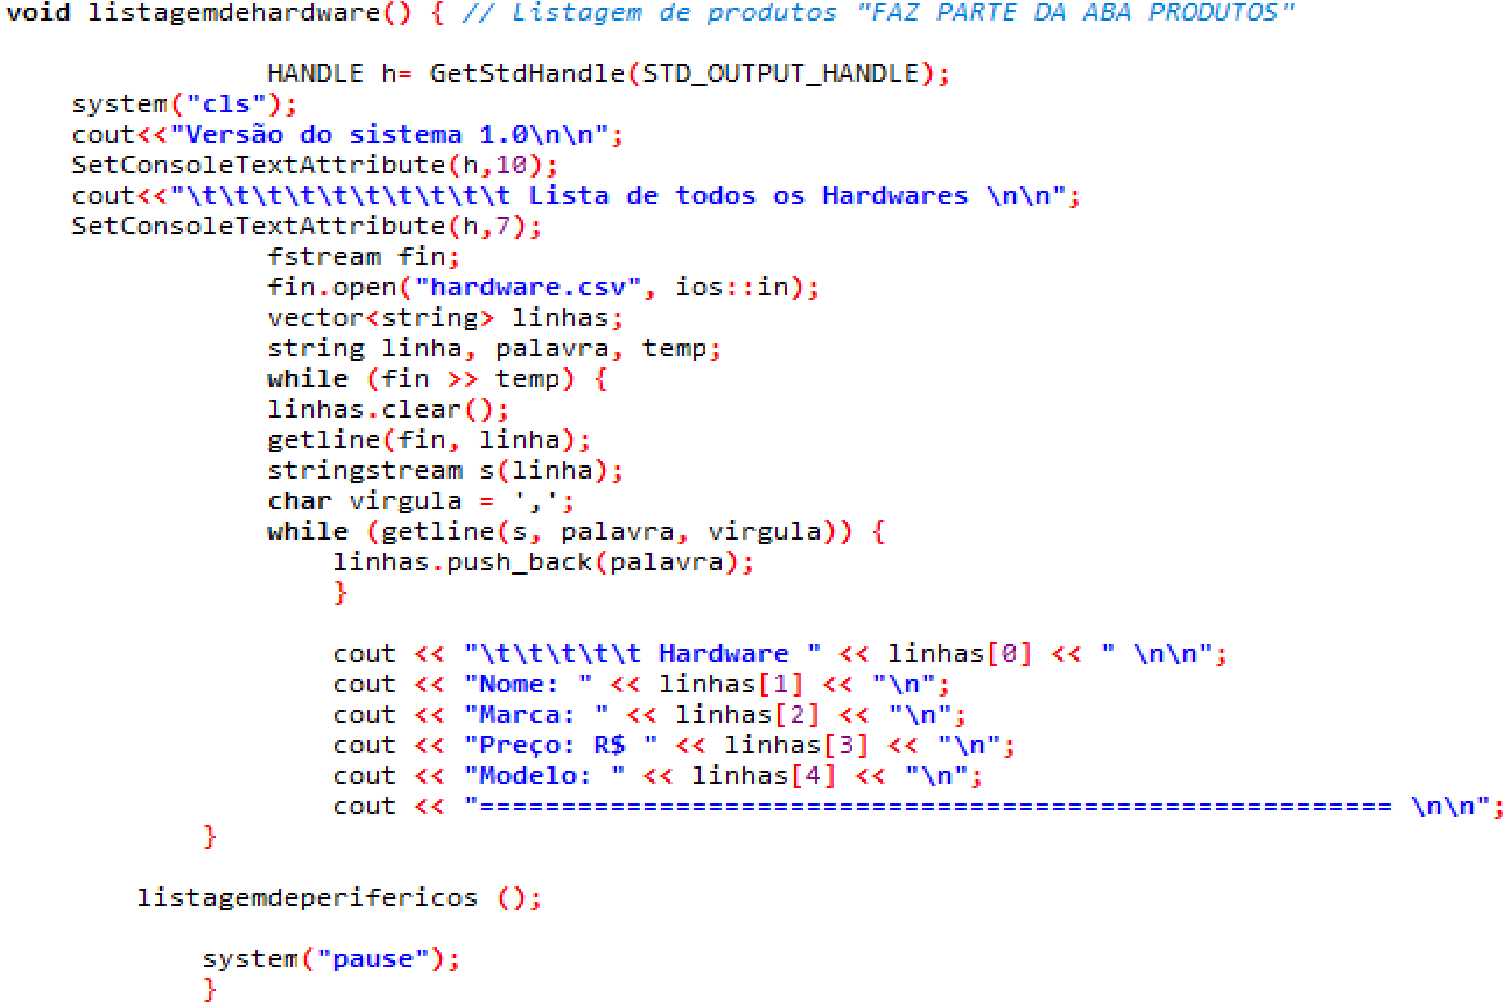 void listagemdehardware() { // Listagem de produtos "FAZ PARTE DA ABA PRODUTOS"
HANDLE h= GetStdHandle(STD_OUTPUT_HANDLE);
system("cls");
cout<<"Versão do sistema 1.0\n\n";
SetConsoleTextAttribute(h,10);
cout<<"\t\t\t\t\t\t\t\t\t\t Lista de todos os Hardwares \n\n";
SetConsoleTextAttribute(h,7);
fstream fin;
fin.open("hardware.csv", ios::in);
vector<string> linhas;
string linha, palavra, temp;
while (fin >> temp) {
linhas.clear();
getline(fin, linha);
stringstream s(linha);
char virgula = ',';
while (getline(s, palavra, virgula)) {
linhas.push_back(palavra);
}
cout << "\t\t\t\t\t Hardware " << linhas[0] << " \n\n";
cout << "Nome: " << linhas[1] << "\n";
cout << "Marca: " << linhas[2] << "\n";
cout << "Preço: R$ " << linhas[3] << "\n";
cout << "Modelo: " << linhas[4] << "\n";
cout << "======================================================== \n\n";
}
listagemdeperifericos ();
system("pause");
}